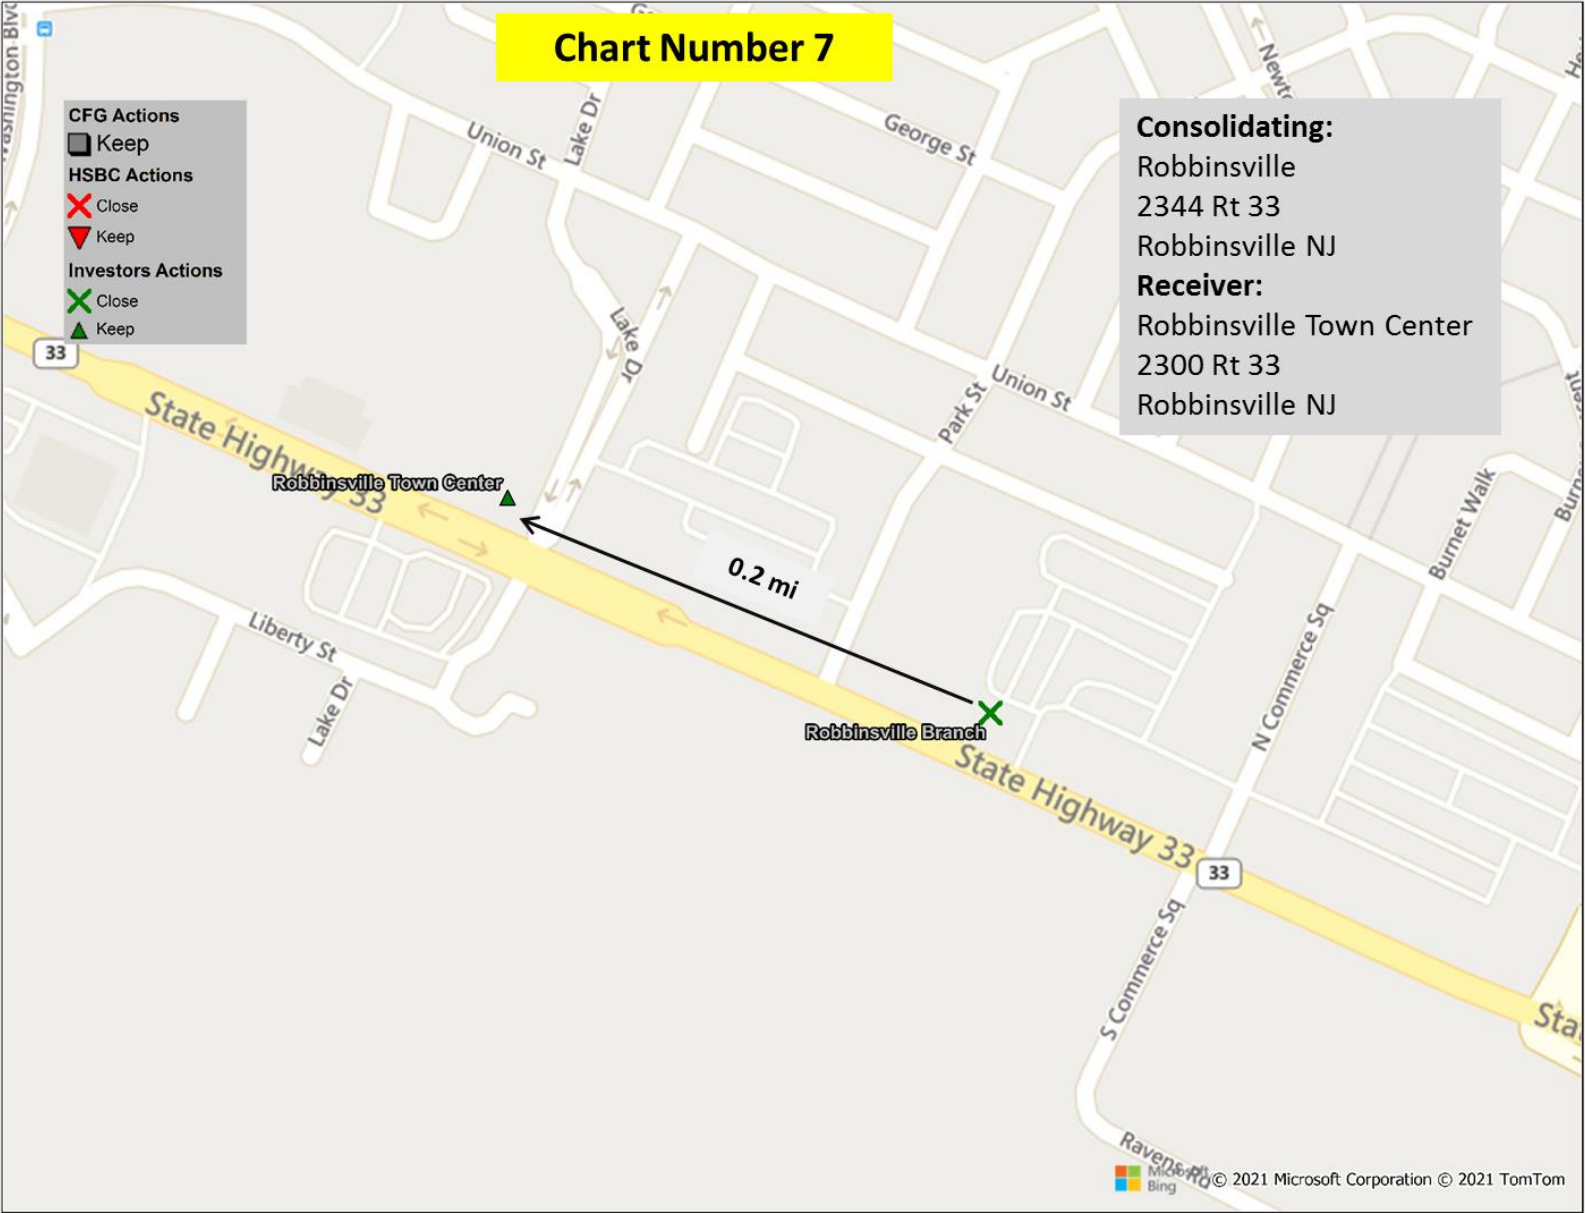 Chart Number 7
CFG Actions
Keep
HSBC Actions
Close
Keep
Investors Actions
Close
Keep
Consolidating:
Robbinsville
2344 Rt 33
Robbinsville NJ
Receiver:
Robbinsville Town Center
2300 Rt 33
Robbinsville NJ
Union St
Lake Dr
George St
33
Lake Dr
State Highway 33
Robbinsville Town Center
Park St
Union St
Burnet Walk
0.2 mi
Liberty St
Lake Dr
Robbinsville Branch
N Commerce Sq
State Highway 33
33
S Commerce Sq
Ravens Rd
Microsoft
Bing
© 2021 Microsoft Corporation © 2021 TomTom